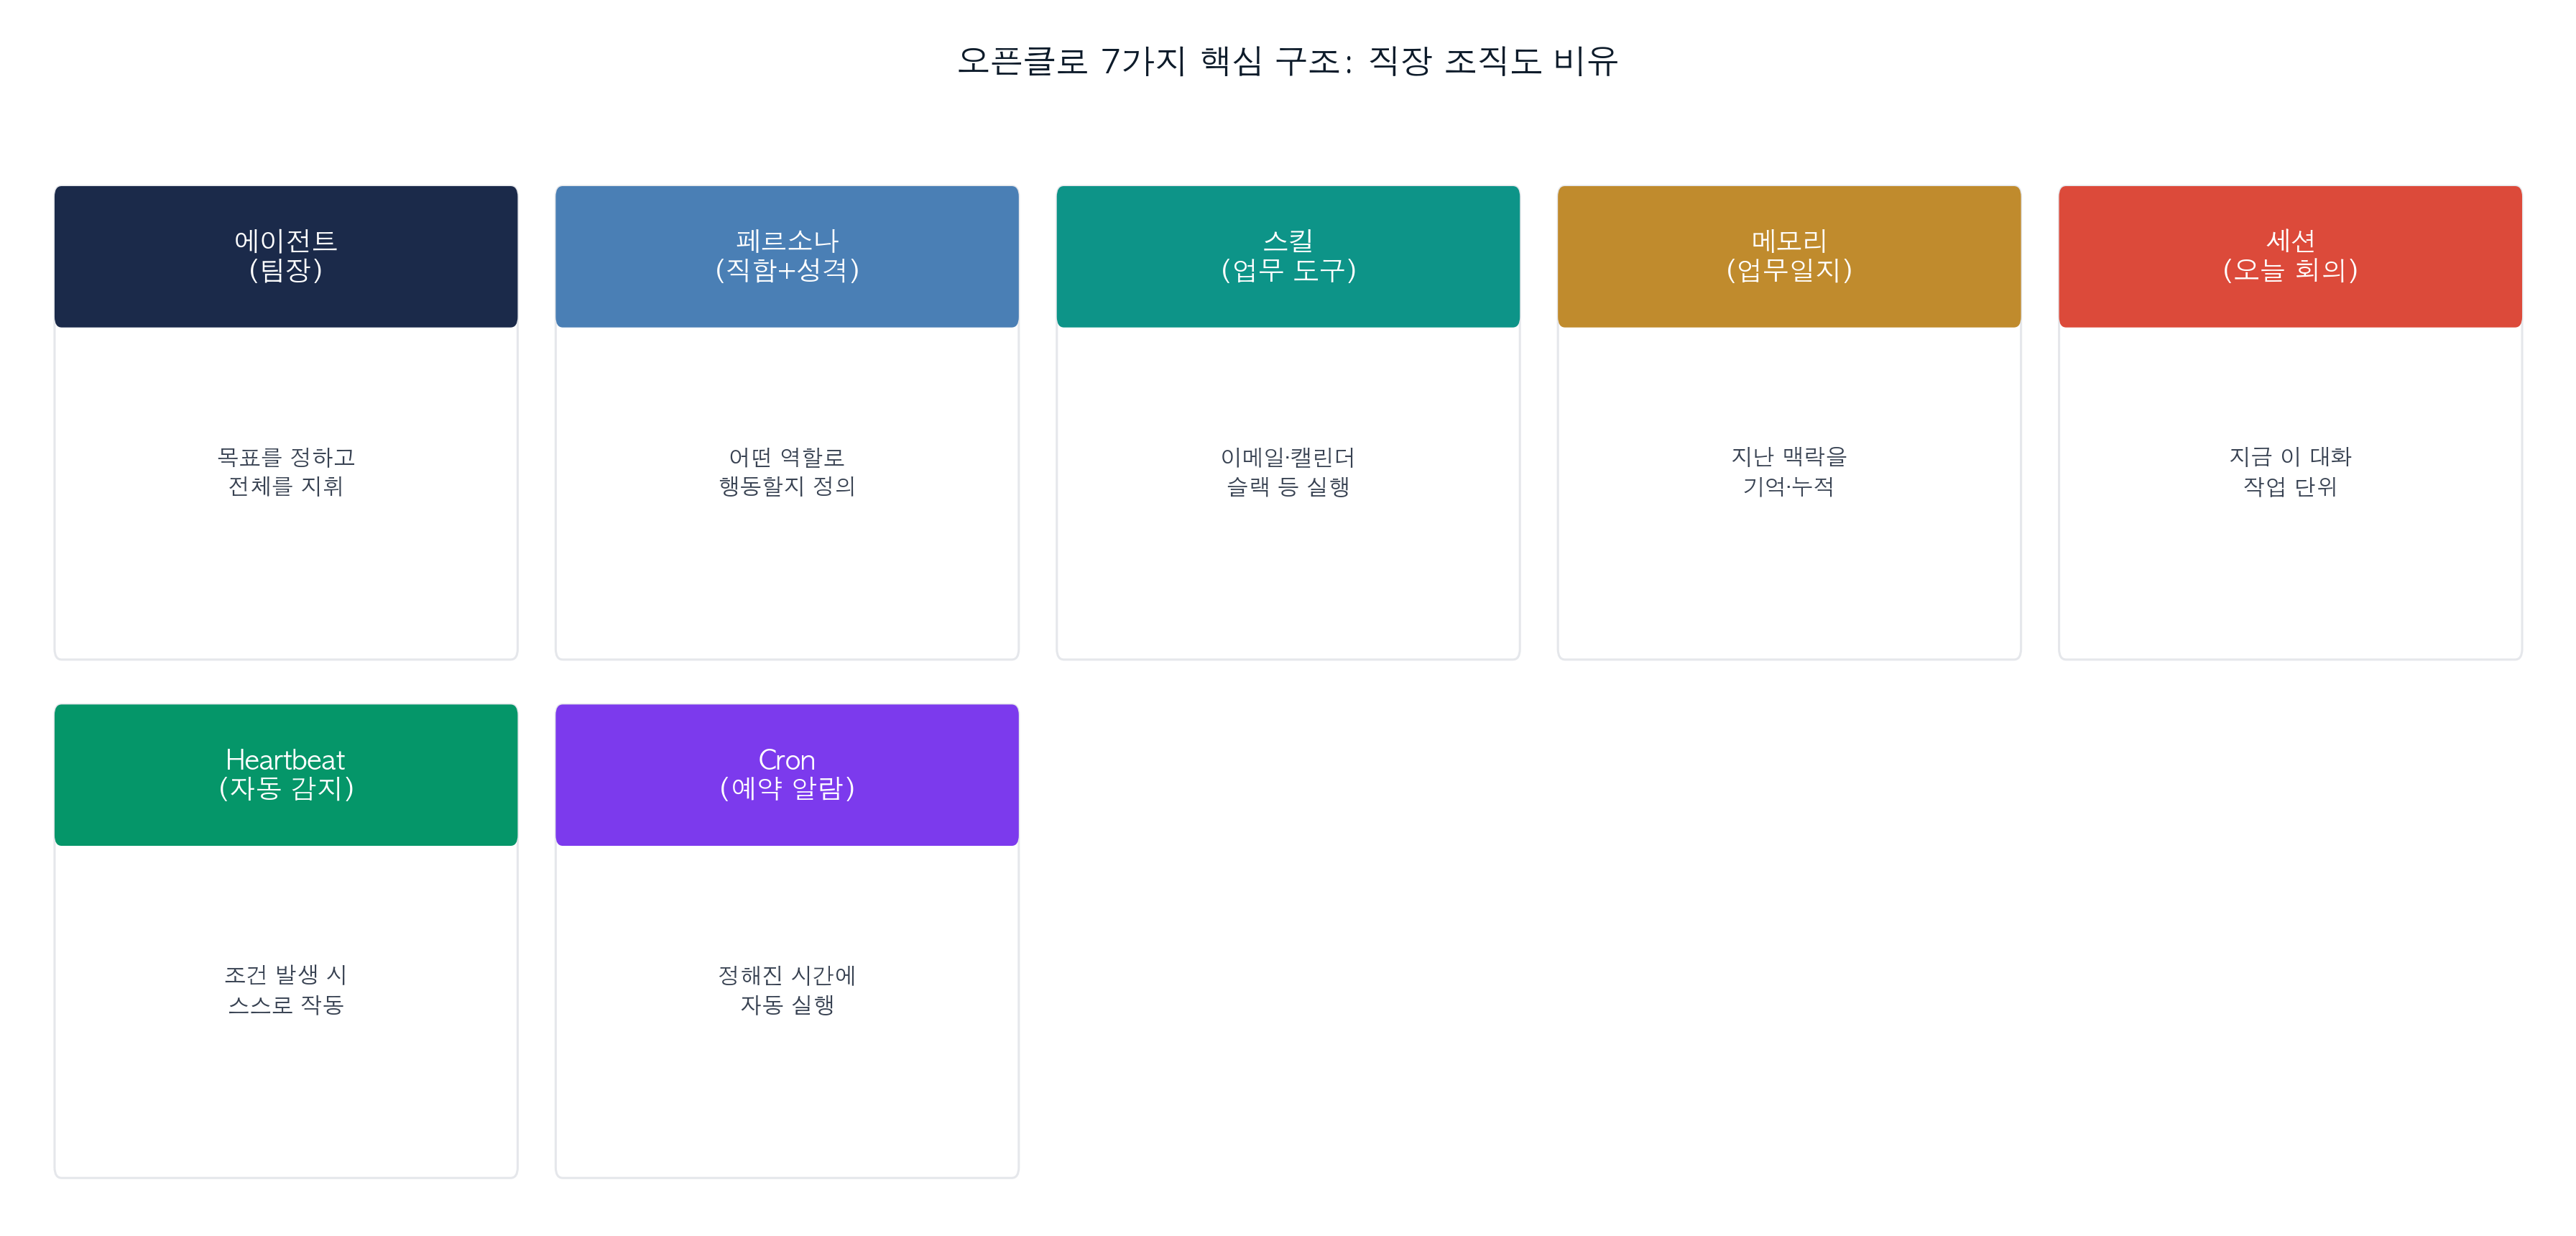 오픈클로 7가지 핵심 구조: 직장 조직도 비유
에이전트
(팀장)
목표를 정하고
전체를 지휘
페르소나
(직함+성격)
어떤 역할로
행동할지 정의
스킬
(업무 도구)
이메일·캘린더
슬랙 등 실행
메모리
(업무일지)
지난 맥락을
기억·누적
세션
(오늘 회의)
지금 이 대화
작업 단위
Heartbeat
(자동 감지)
조건 발생 시
스스로 작동
Cron
(예약 알람)
정해진 시간에
자동 실행